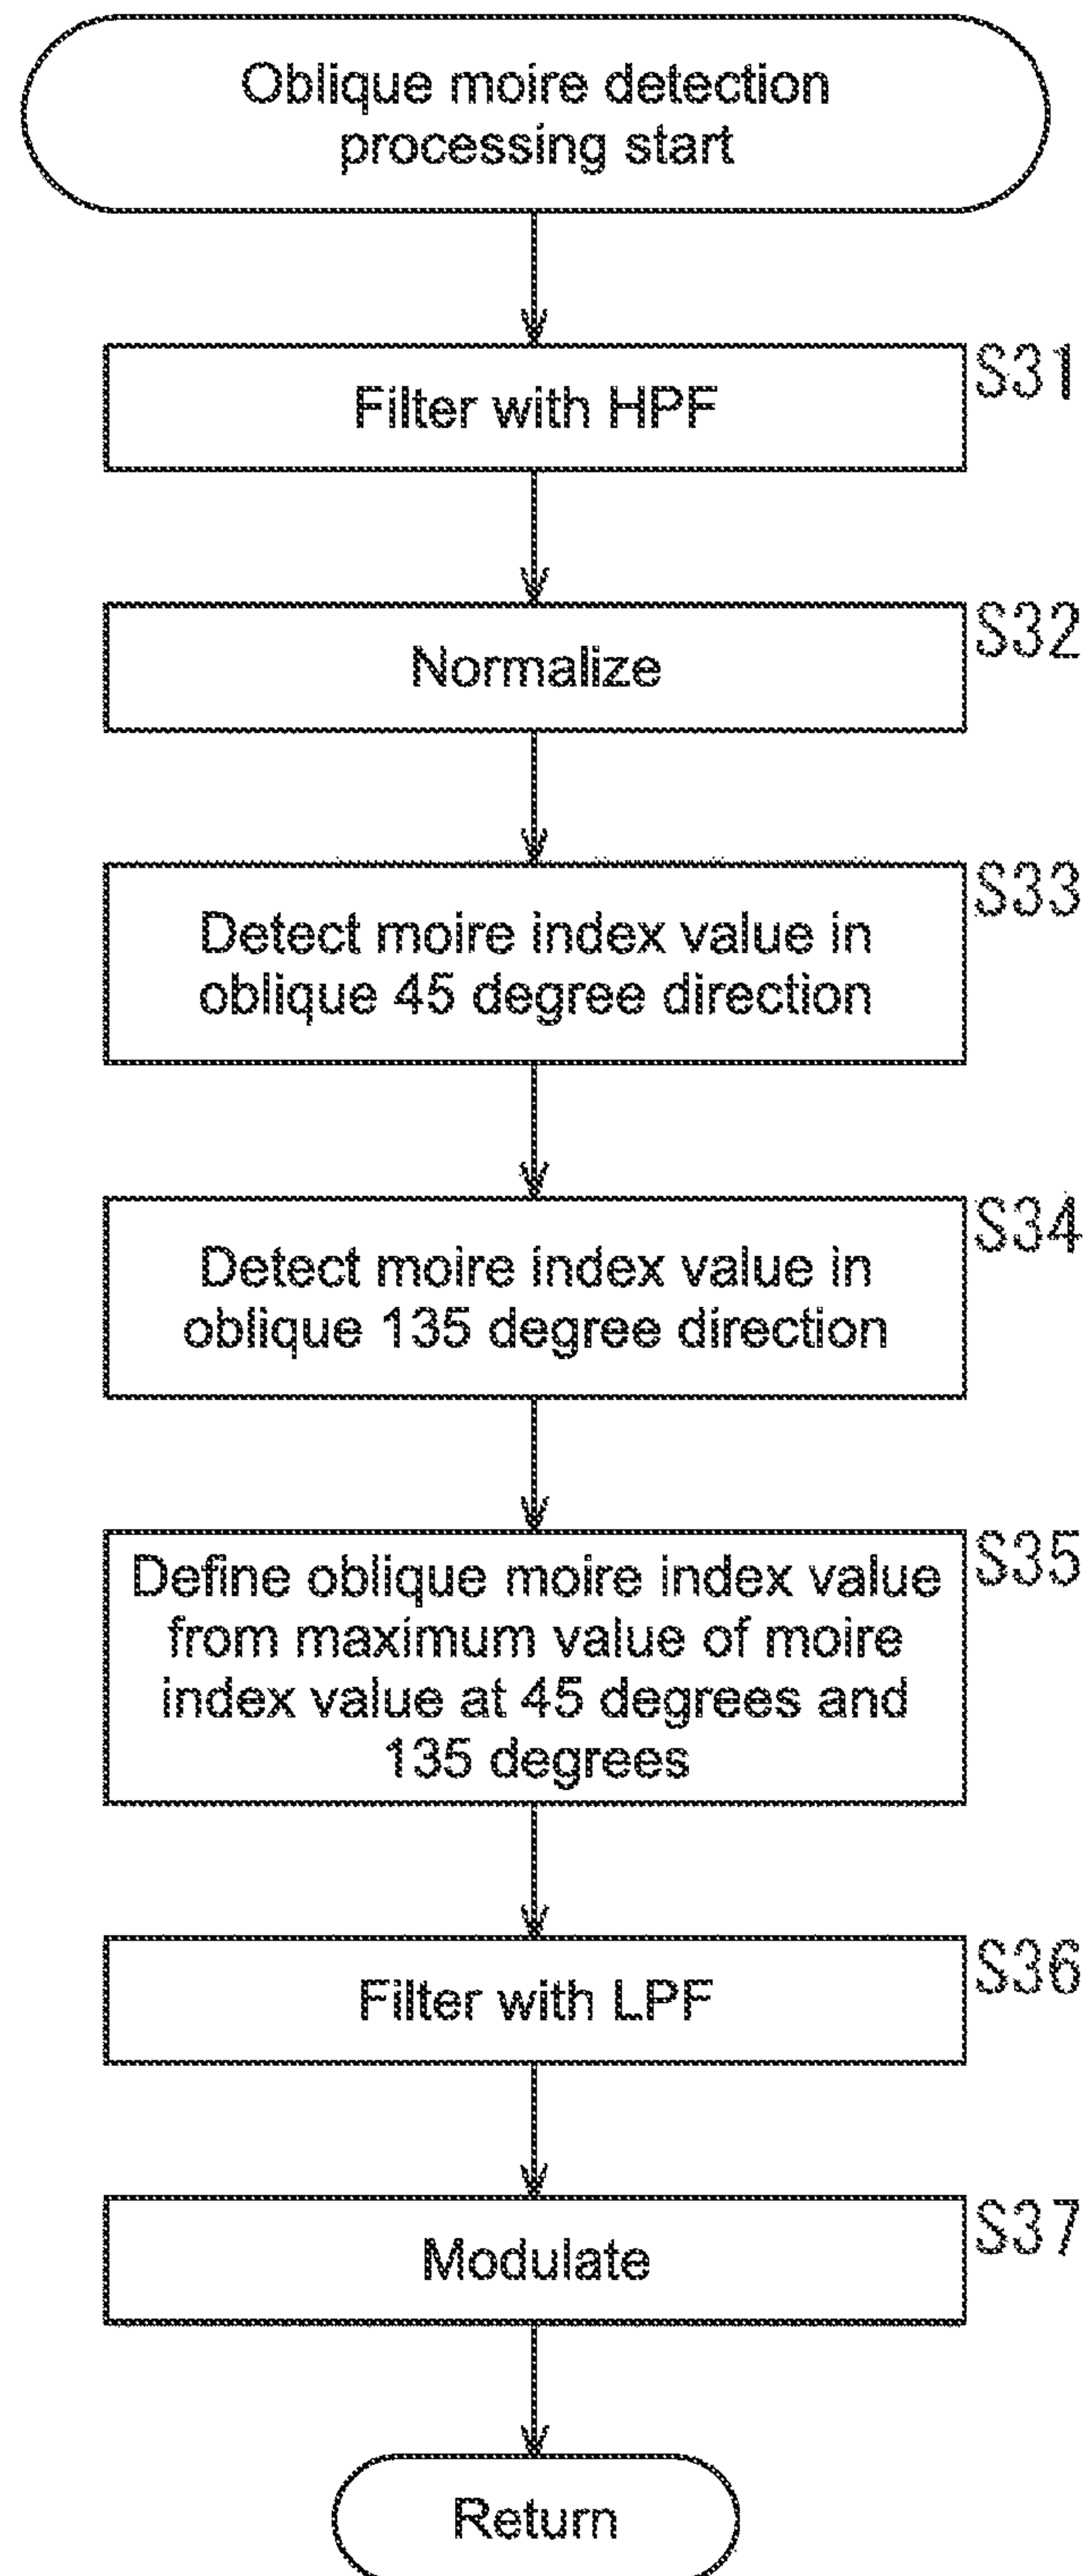 Oblique moire detection
processing start
S31
Filter with HPF
S32
Normalize
S33
Detect moire index value in
oblique 45 degree direction
S34
Detect moire index value in
oblique 135 degree direction
S35
Define oblique moire index value
from maximum value of moire
index value at 45 degrees and
135 degrees
S36
Filter with LPF
S37
Modulate
Return